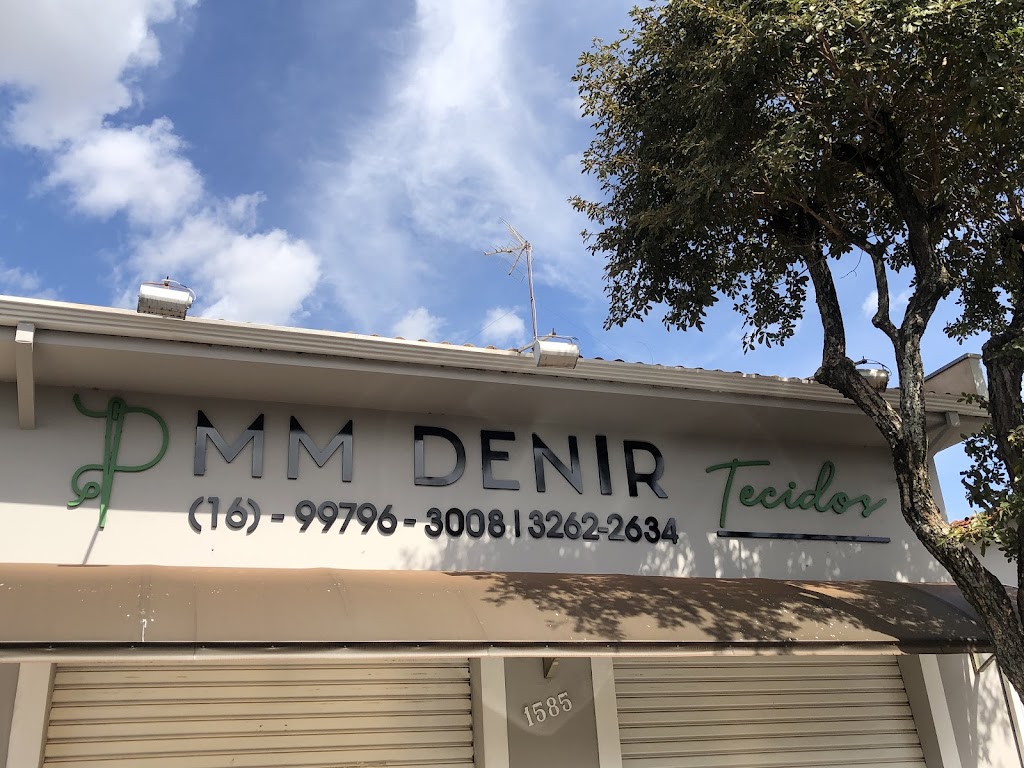 MM DENIR Tecidos
(16) - 99796 - 3008 | 3262-2634
1585